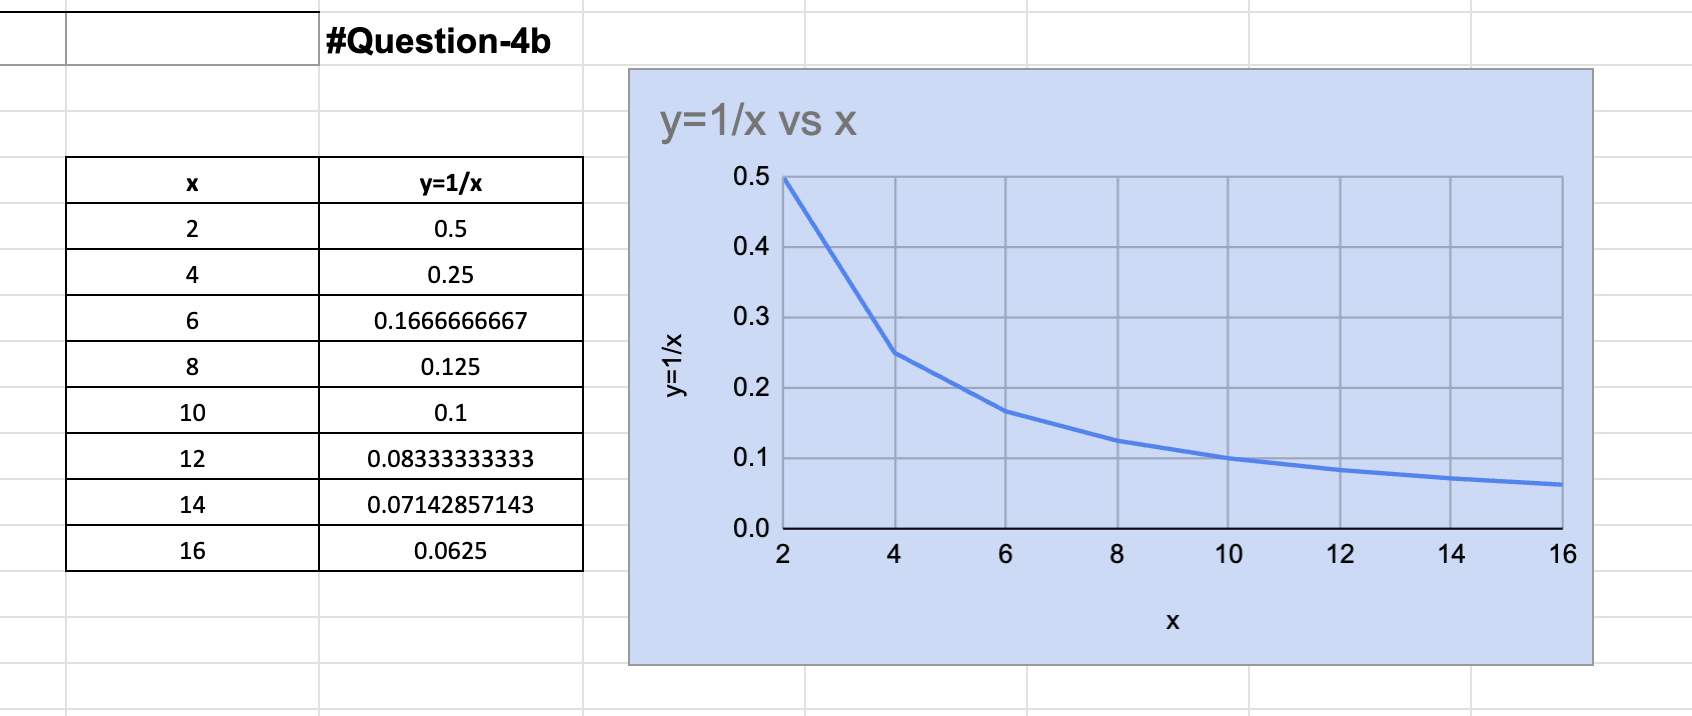 #Question-4b
x y=1/x
2 0.5
4 0.25
6 0.1666666667
8 0.125
10 0.1
12 0.08333333333
14 0.07142857143
16 0.0625
y=1/x vs x
0.5
0.4
0.3
0.2
0.1
0.0
y=1/x
2 4 6 8 10 12 14 16
x